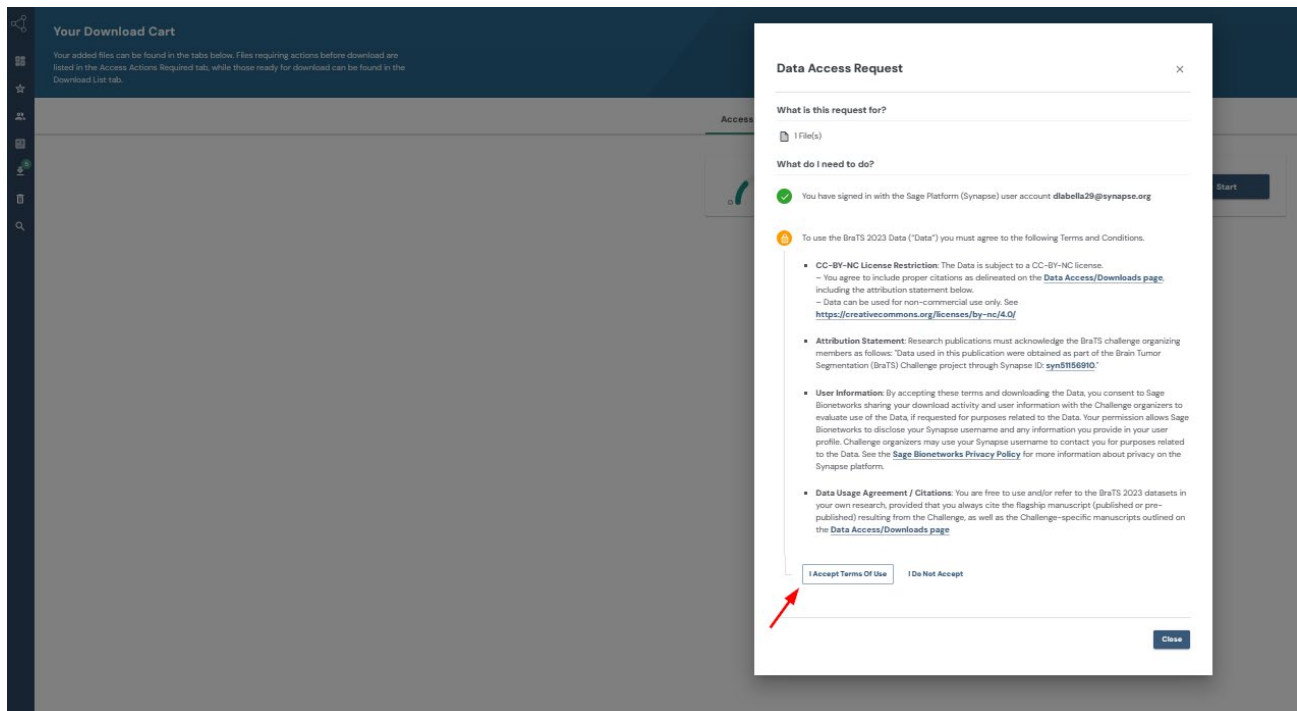 Your Download Cart
Your added files can be found in the tabs below. Files requiring actions before download are
listed in the Access Actions Required tab, while those ready for download can be found in the
Download List tab.
Access
Start
Data Access Request
What is this request for?
1 File(s)
What do I need to do?
You have signed in with the Sage Platform (Synapse) user account dlabella29@synapse.org
To use the BraTS 2023 Data ("Data") you must agree to the following Terms and Conditions.
CC-BY-NC License Restriction: The Data is subject to a CC-BY-NC license.
– You agree to include proper citations as delineated on the Data Access/Downloads page,
including the attribution statement below.
– Data can be used for non-commercial use only. See
https://creativecommons.org/licenses/by-nc/4.0/
Attribution Statement: Research publications must acknowledge the BraTS challenge organizing
members as follows: "Data used in this publication were obtained as part of the Brain Tumor
Segmentation (BraTS) Challenge project through Synapse ID: syn51156910."
User Information: By accepting these terms and downloading the Data, you consent to Sage
Bionetworks sharing your download activity and user information with the Challenge organizers to
evaluate use of the Data, if requested for purposes related to the Data. Your permission allows Sage
Bionetworks to disclose your Synapse username and any information you provide in your user
profile. Challenge organizers may use your Synapse username to contact you for purposes related
to the Data. See the Sage Bionetworks Privacy Policy for more information about privacy on the
Synapse platform.
Data Usage Agreement / Citations: You are free to use and/or refer to the BraTS 2023 datasets in
your own research, provided that you always cite the flagship manuscript (published or pre-
published) resulting from the Challenge, as well as the Challenge-specific manuscripts outlined on
the Data Access/Downloads page
I Accept Terms Of Use
I Do Not Accept
Close